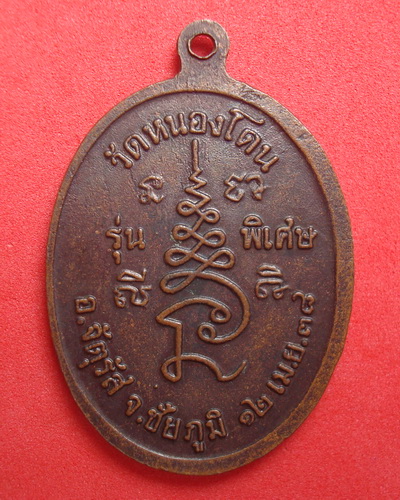 วัดหนองโดน
รุ่น พิเศษ
อ.จัตุรัส จ.ชัยภูมิ ๑๒ เม.ย.๓๘